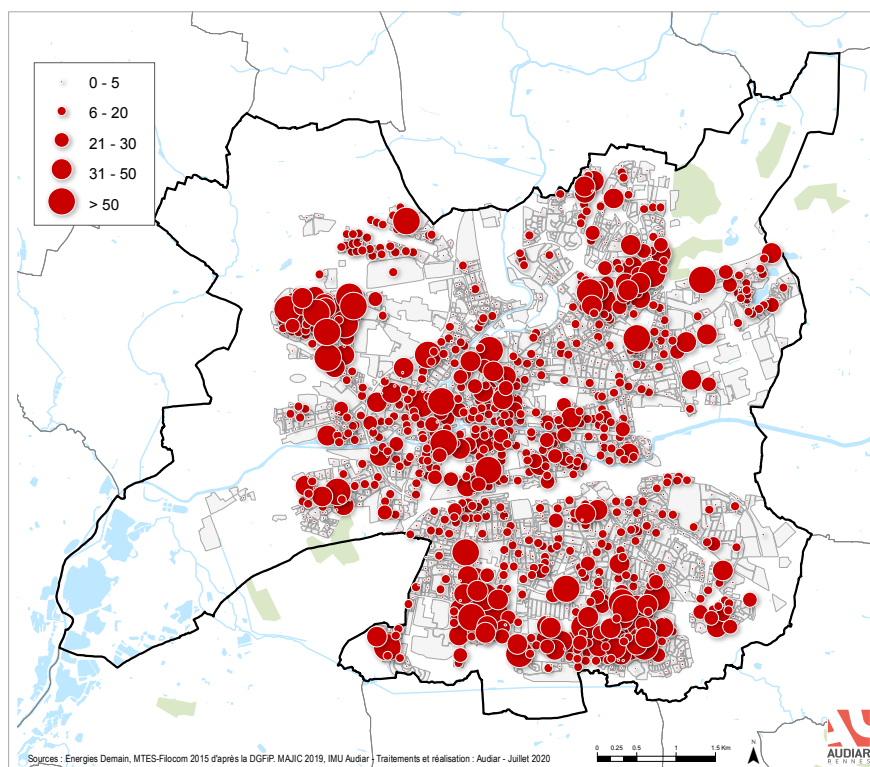 0 - 5
6 - 20
21 - 30
31 - 50
> 50
Sources : Energies Demain, MTES-Filocom 2015 d'après la DGFiP. MAJIC 2019, IMU Audiar - Traitements et réalisation : Audiar - Juillet 2020
0 0.25 0.5 1 1.5 Km
N
AUDIAR
RENNES